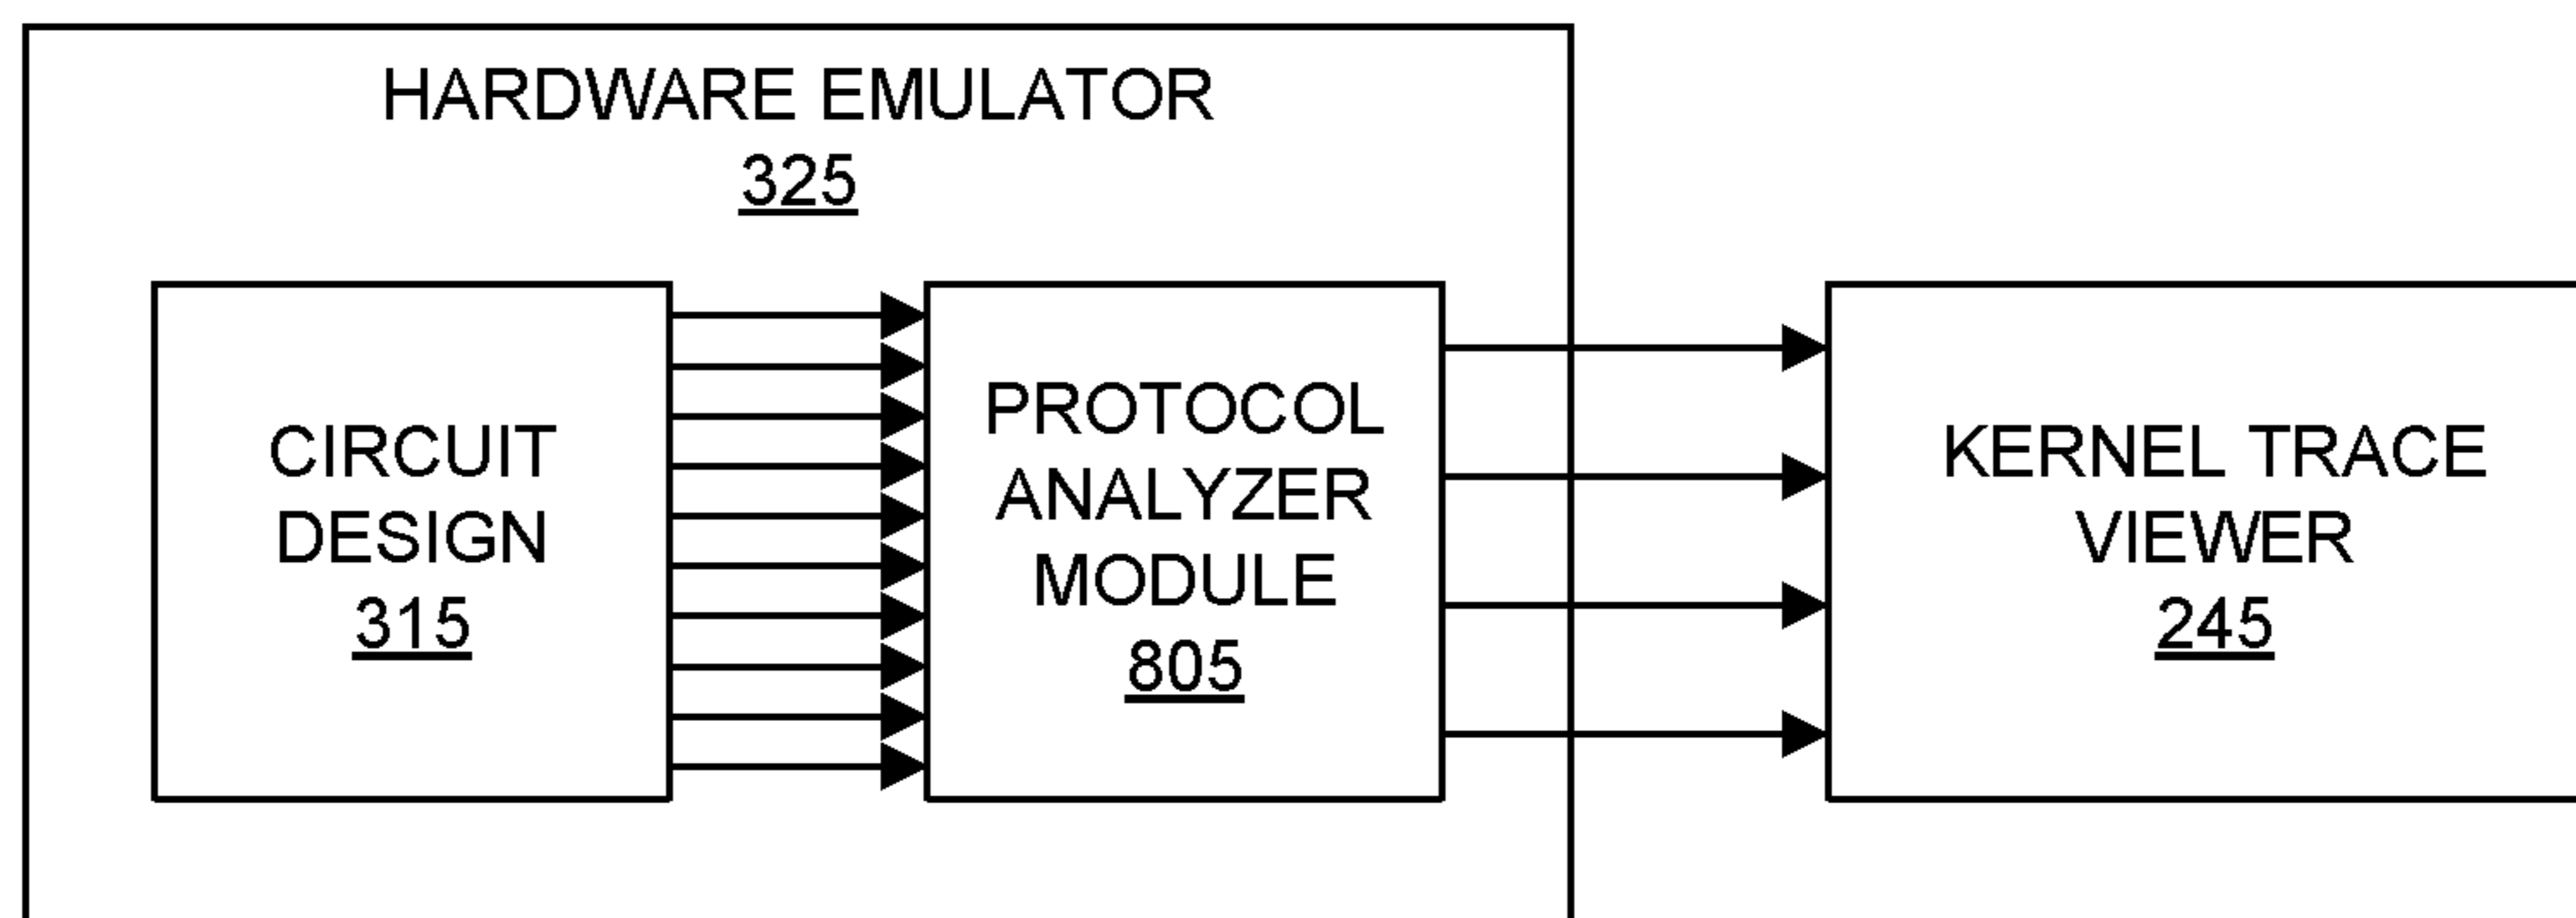 HARDWARE EMULATOR
325
CIRCUIT
DESIGN
315
PROTOCOL
ANALYZER
MODULE
805
KERNEL TRACE
VIEWER
245